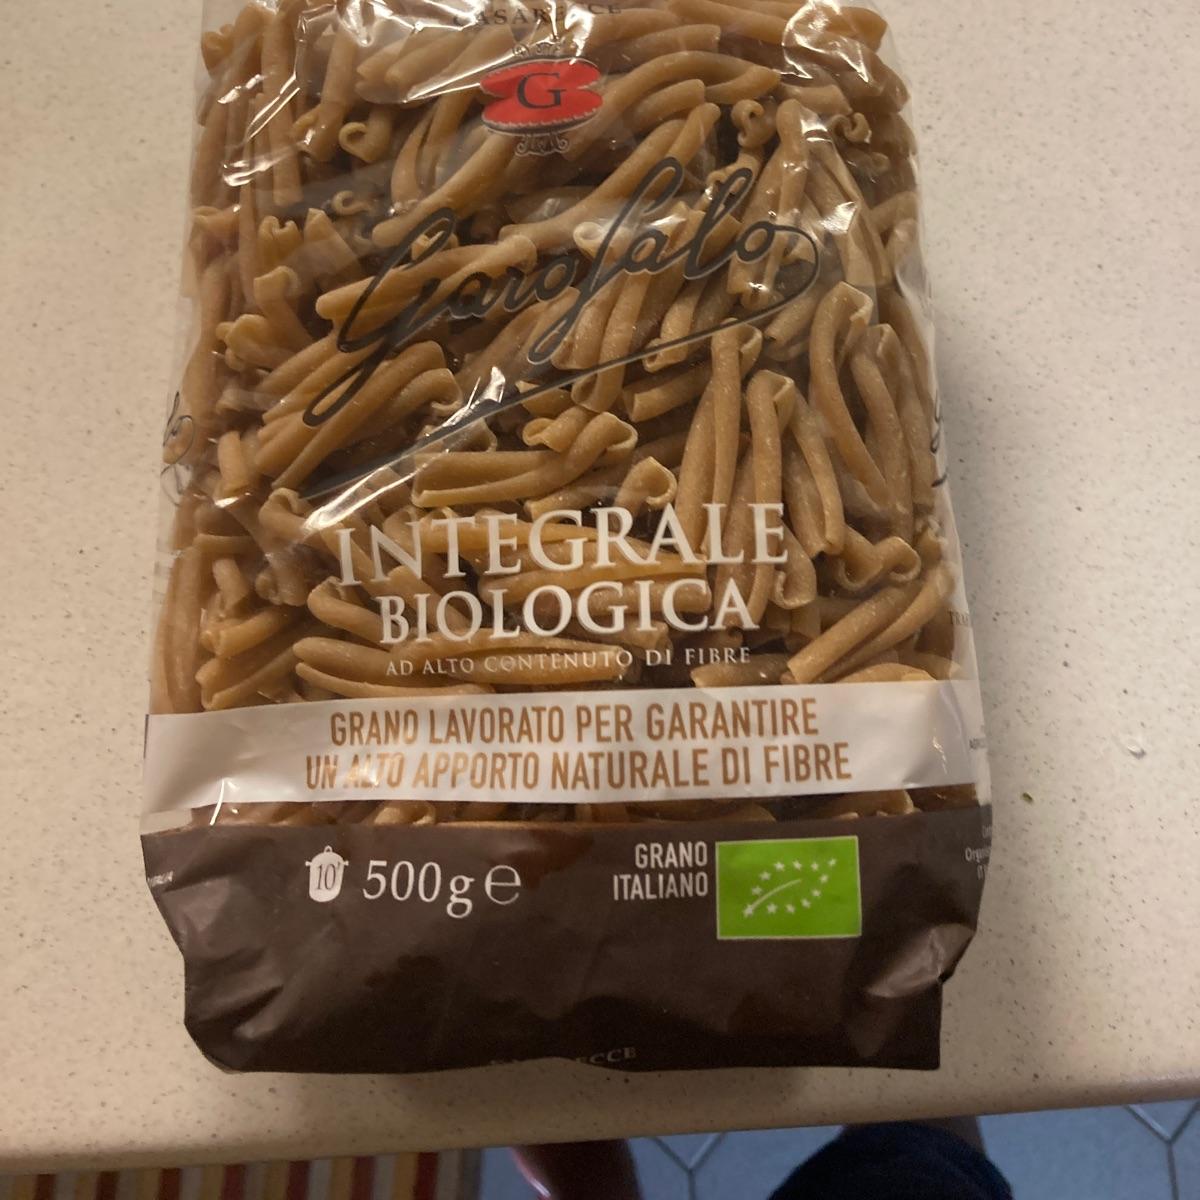 CASARECCE
G
Garofalo
INTEGRALE
BIOLOGICA
AD ALTO CONTENUTO DI FIBRE
GRANO LAVORATO PER GARANTIRE
UN ALTO APPORTO NATURALE DI FIBRE
10'
500g e
GRANO
ITALIANO